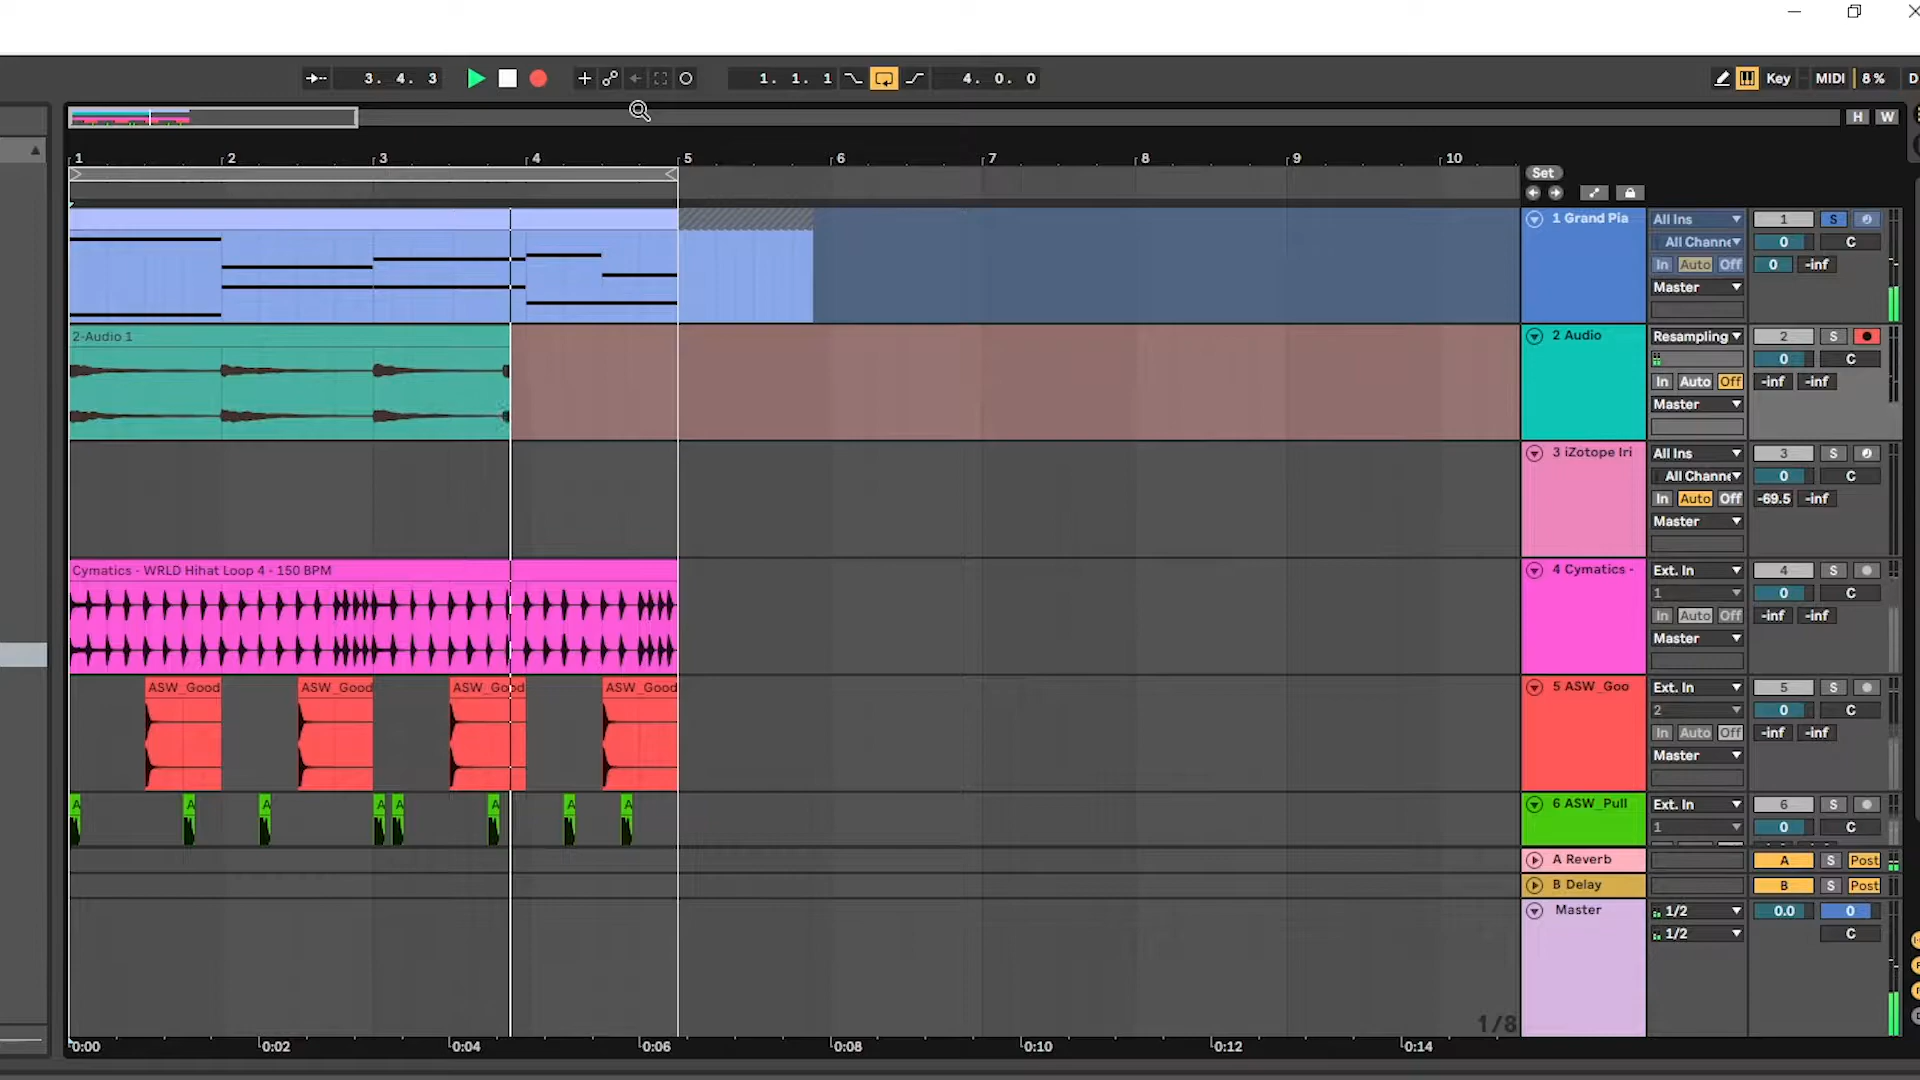 3. 4. 3 1. 1. 1 4. 0. 0 Key MIDI 8 % D
H W
1 2 3 4 5 6 7 8 9 10
Set
1 Grand Pia All Ins 1 S
All Channe 0 C
In Auto Off 0 -inf
Master
2-Audio 1 2 Audio Resampling 2 S
0 C
In Auto Off -inf -inf
Master
3 iZotope Iri All Ins 3 S
All Channe 0 C
In Auto Off -69.5 -inf
Master
Cymatics - WRLD Hihat Loop 4 - 150 BPM 4 Cymatics - Ext. In 4 S
1 0 C
In Auto Off -inf -inf
Master
ASW_Good ASW_Good ASW_Good ASW_Good 5 ASW_Goo Ext. In 5 S
2 0 C
In Auto Off -inf -inf
Master
A A A A A A A A 6 ASW_Pull Ext. In 6 S
1 0 C
A Reverb A S Post
B Delay B S Post
Master 1/2 0.0 0
1/2 C
1/8
0:00 0:02 0:04 0:06 0:08 0:10 0:12 0:14